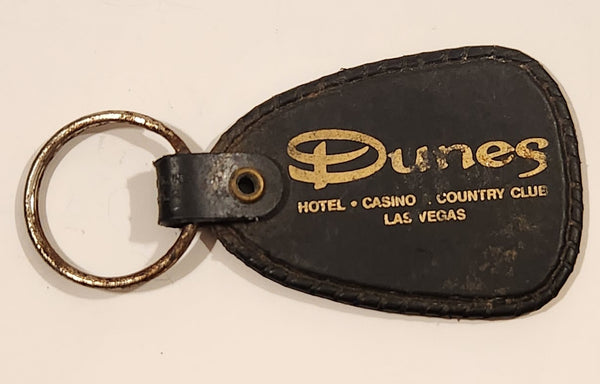 Dunes
HOTEL • CASINO • COUNTRY CLUB
LAS VEGAS